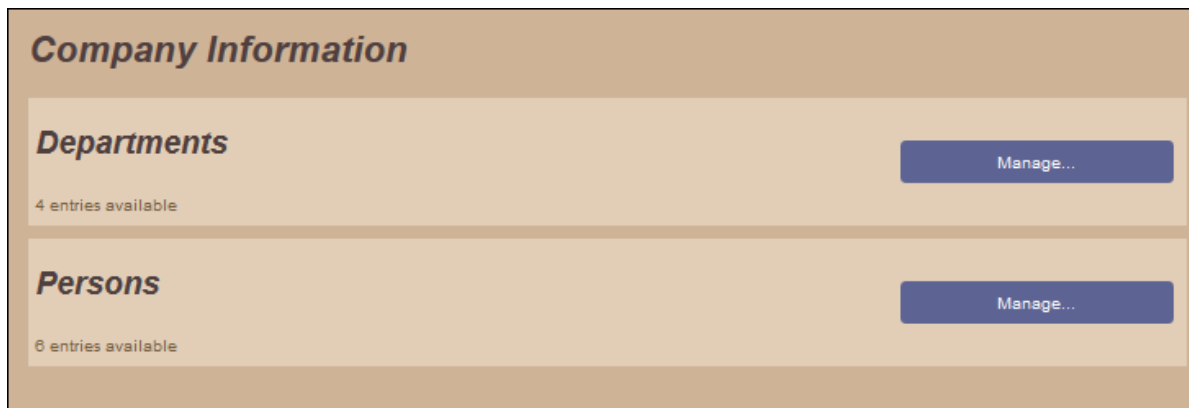 Company Information
Departments
Manage...
4 entries available
Persons
Manage...
6 entries available